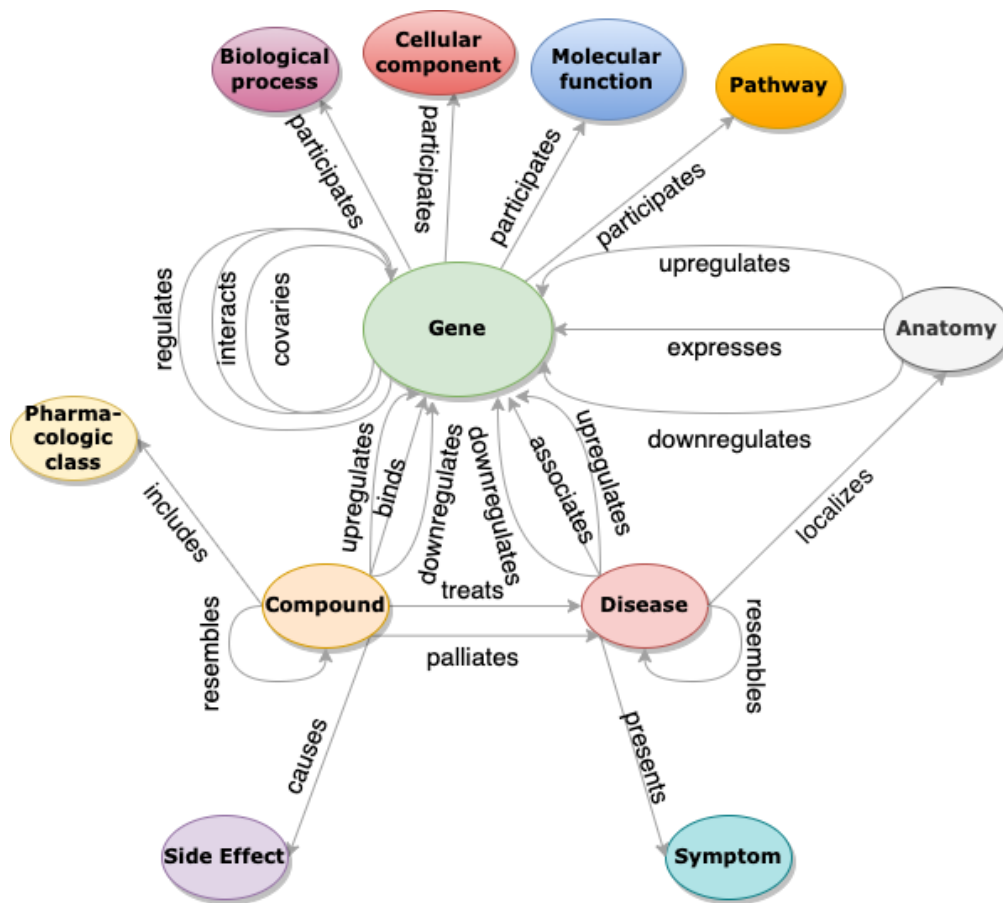 Biological
process
Cellular
component
Molecular
function
Pathway
participates
participates
participates
participates
regulates
interacts
covaries
Gene
upregulates
expresses
downregulates
Anatomy
Pharma-
cologic
class
includes
upregulates
binds
downregulates
downregulates
associates
upregulates
localizes
Compound
treats
palliates
Disease
resembles
resembles
causes
presents
Side Effect
Symptom